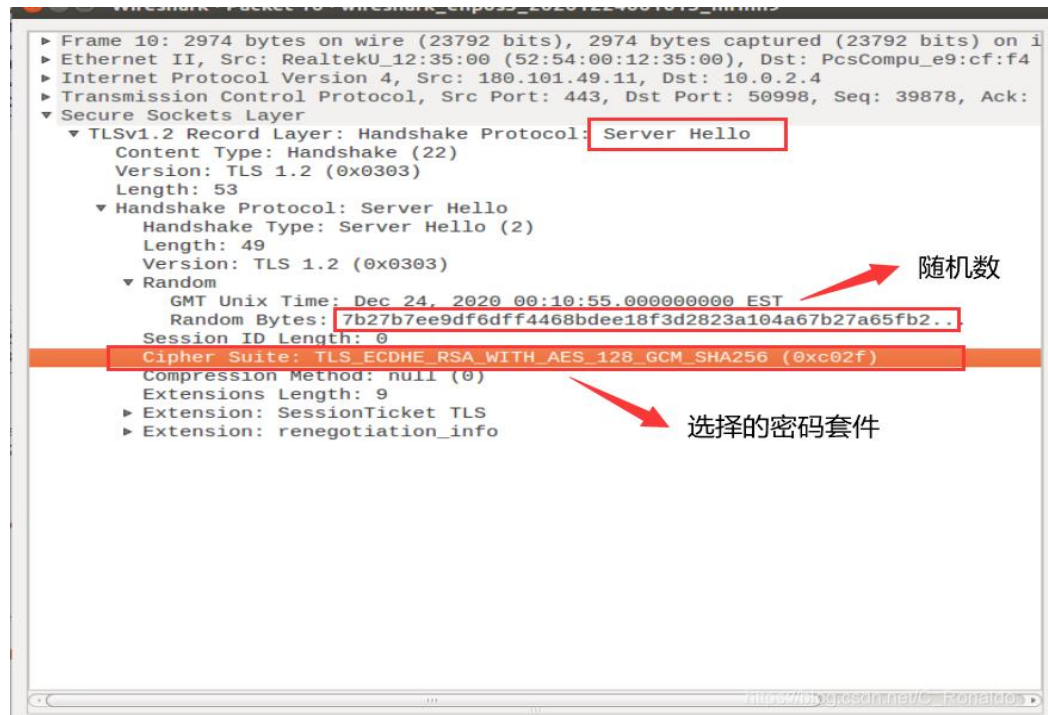 ▶ Frame 10: 2974 bytes on wire (23792 bits), 2974 bytes captured (23792 bits) on i
▶ Ethernet II, Src: RealtekU_12:35:00 (52:54:00:12:35:00), Dst: PcsCompu_e9:cf:f4
▶ Internet Protocol Version 4, Src: 180.101.49.11, Dst: 10.0.2.4
▶ Transmission Control Protocol, Src Port: 443, Dst Port: 50998, Seq: 39878, Ack:
▼ Secure Sockets Layer
▼ TLSv1.2 Record Layer: Handshake Protocol: Server Hello
Content Type: Handshake (22)
Version: TLS 1.2 (0x0303)
Length: 53
▼ Handshake Protocol: Server Hello
Handshake Type: Server Hello (2)
Length: 49
Version: TLS 1.2 (0x0303)
随机数
▼ Random
GMT Unix Time: Dec 24, 2020 00:10:55.000000000 EST
Random Bytes: 7b27b7ee9df6dff4468bdee18f3d2823a104a67b27a65fb2...
Session ID Length: 0
Cipher Suite: TLS_ECDHE_RSA_WITH_AES_128_GCM_SHA256 (0xc02f)
Compression Method: null (0)
Extensions Length: 9
▶ Extension: SessionTicket TLS
▶ Extension: renegotiation_info
选择的密码套件
https://blog.csdn.net/C_Ronaldo